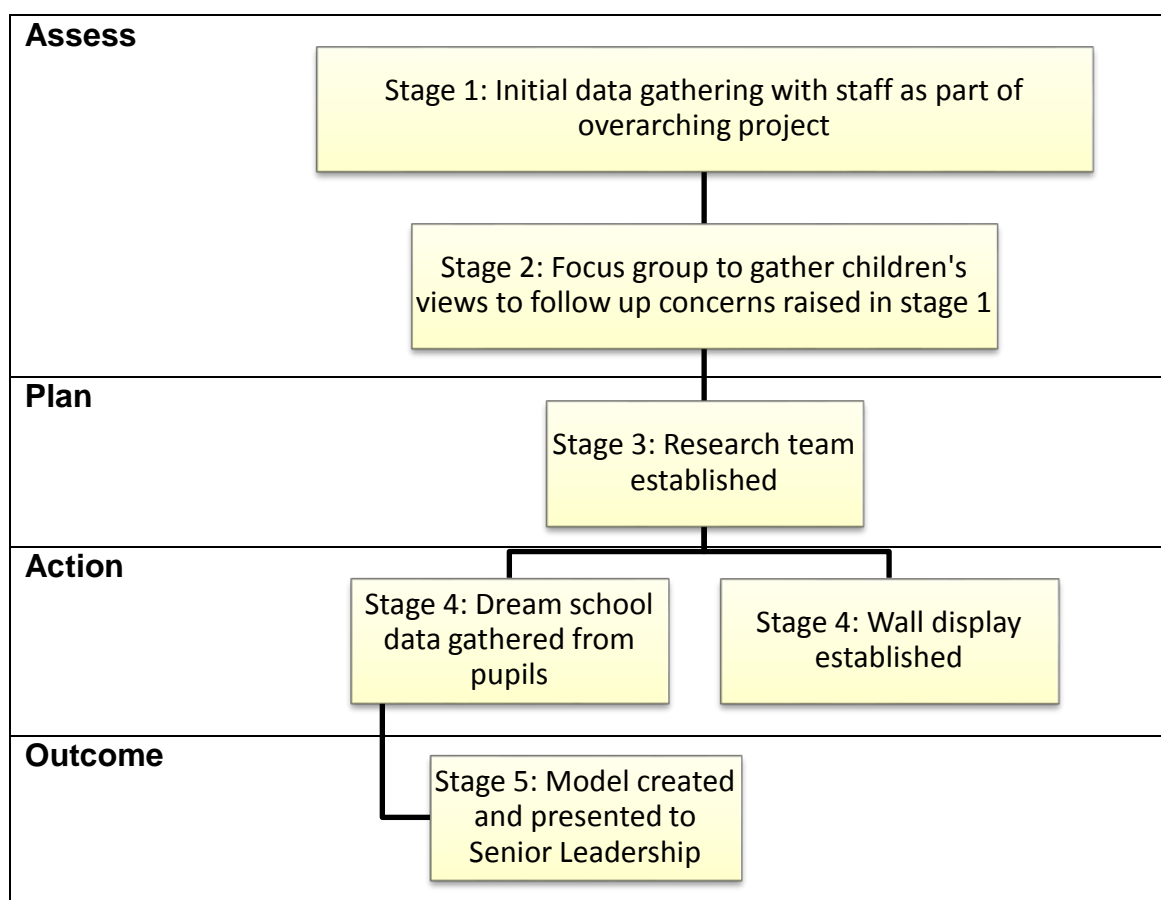 Assess
Stage 1: Initial data gathering with staff as part of
overarching project
Stage 2: Focus group to gather children's
views to follow up concerns raised in stage 1
Plan
Stage 3: Research team
established
Action
Stage 4: Dream school
data gathered from
pupils
Stage 4: Wall display
established
Outcome
Stage 5: Model created
and presented to
Senior Leadership